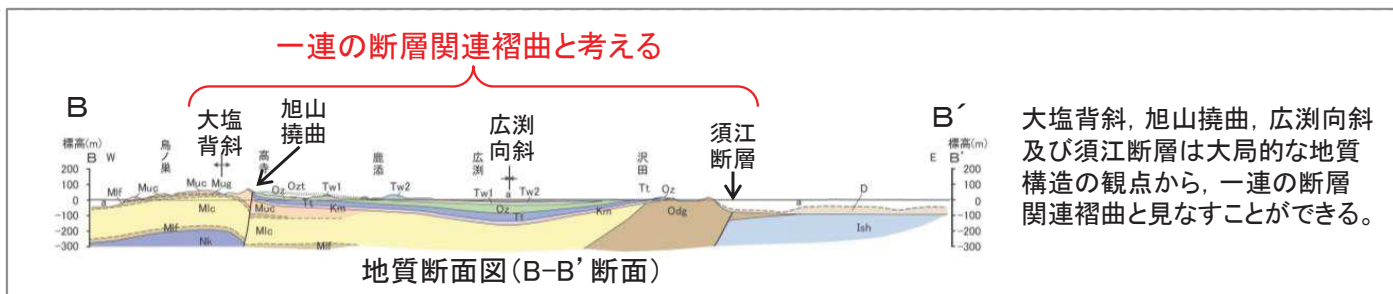 一連の断層関連褶曲と考える
B
大塩
背斜
旭山
撓曲
広渕
向斜
須江
断層
B´
標高(m)
B W
鳥ノ巣
鹿添
広渕
沢田
標高(m)
E B'
200
100
0
-100
-200
-300
Mlf
Muc
Muc
Mug
Oz
Ozt
Tw1
Tw2
Tw1
a
Tw2
Tt
Oz
D
a
a
Mlc
Muc
Tt
Km
Oz
Tt
Km
Odg
Mlf
Nk
Mlc
Mlf
Ish
200
100
0
-100
-200
-300
地質断面図(B-B’断面)
大塩背斜, 旭山撓曲, 広渕向斜
及び須江断層は大局的な地質
構造の観点から, 一連の断層
関連褶曲と見なすことができる。